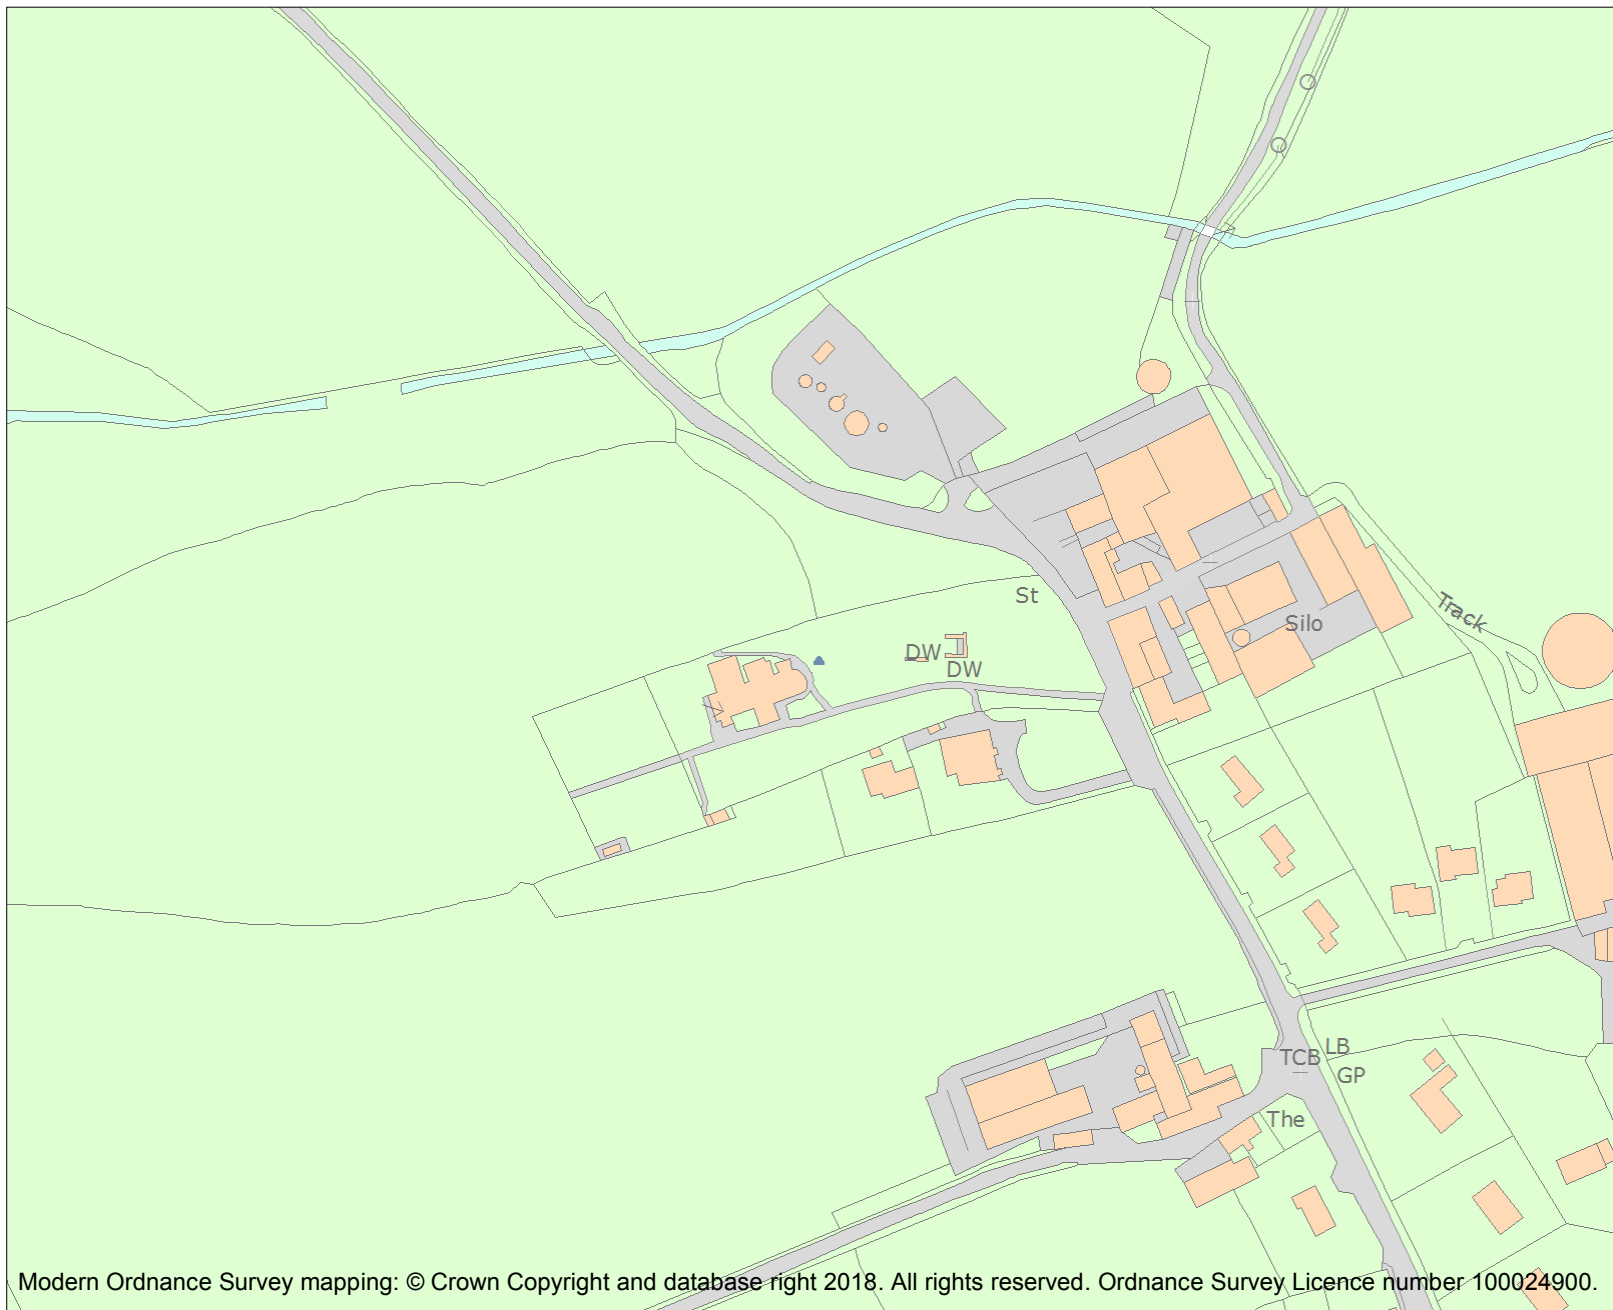 St
Silo
Track
DW
DW
LB
TCB
GP
The
Modern Ordnance Survey mapping: © Crown Copyright and database right 2018. All rights reserved. Ordnance Survey Licence number 100024900.